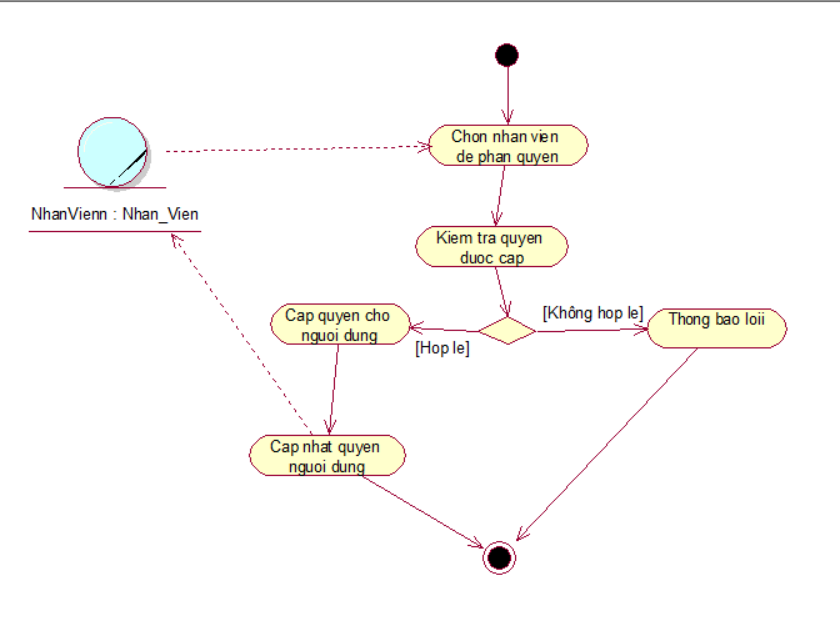 Chon nhan vien
de phan quyen
NhanVienn : Nhan_Vien
Kiem tra quyen
duoc cap
Cap quyen cho
nguoi dung
[Hop le]
[Không hop le]
Thong bao loii
Cap nhat quyen
nguoi dung